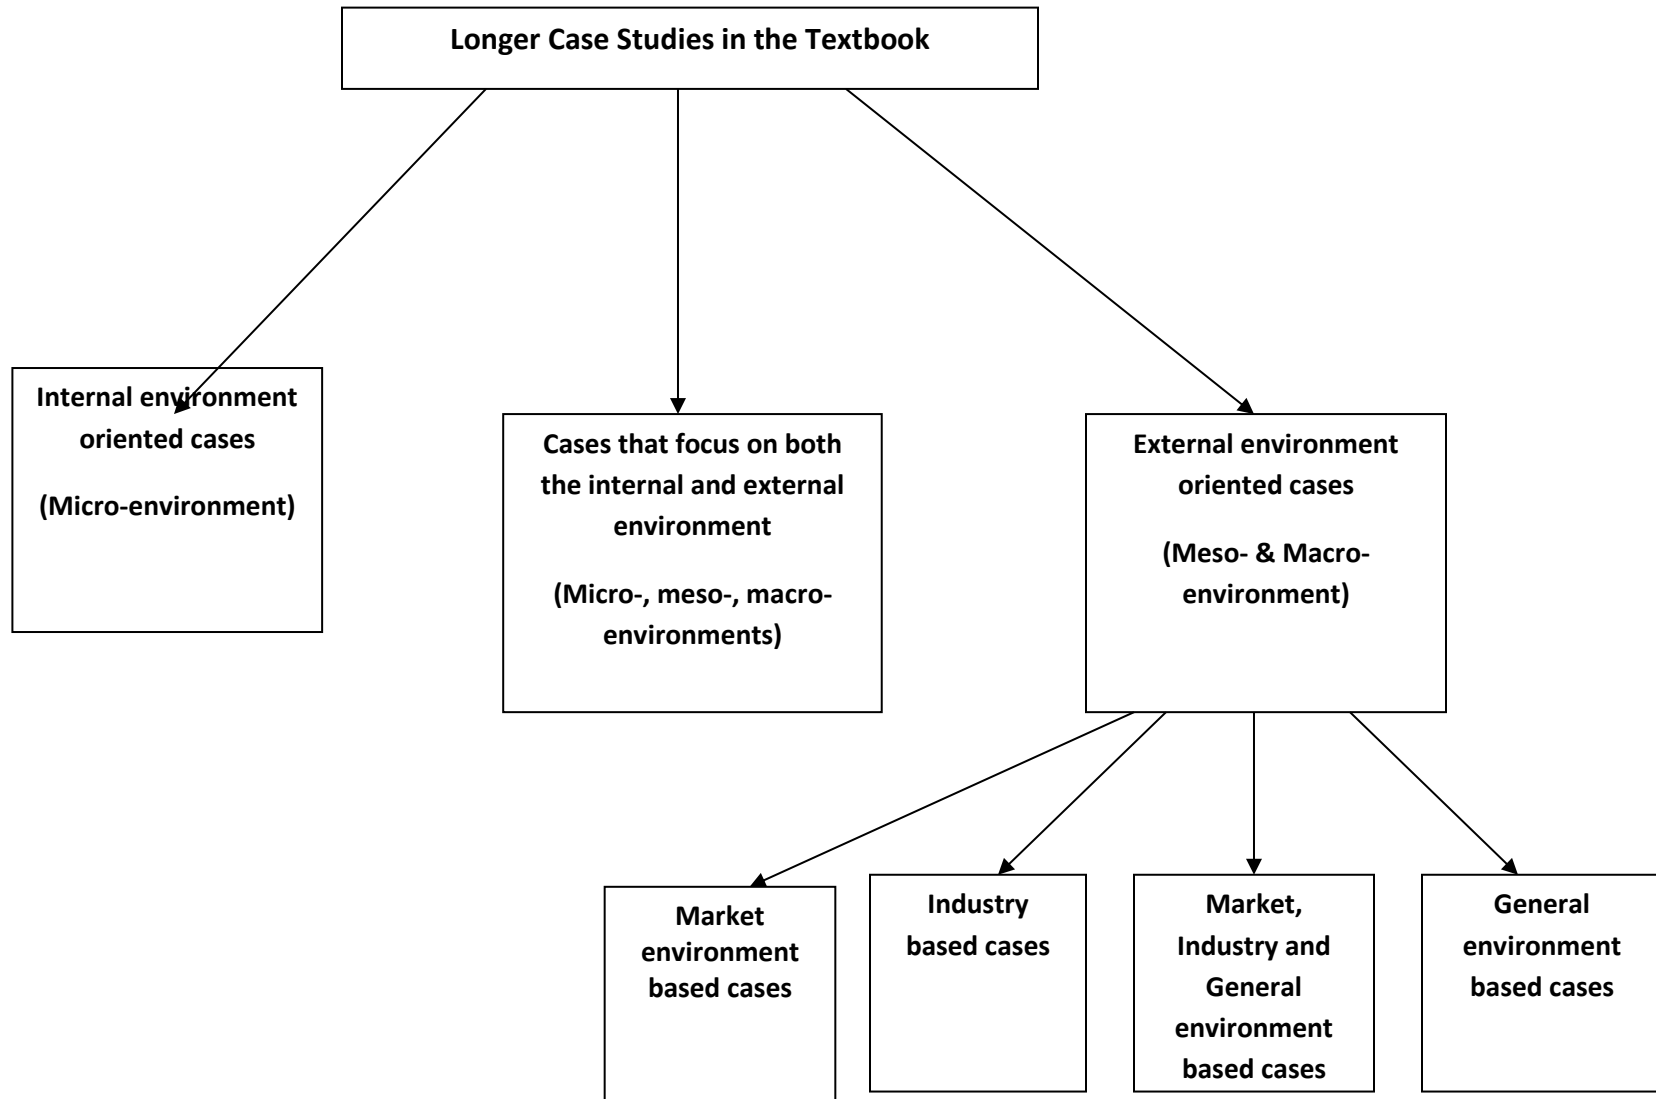 Longer Case Studies in the Textbook
Internal environment
oriented cases
(Micro-environment)
Cases that focus on both
the internal and external
environment
(Micro-, meso-, macro-
environments)
External environment
oriented cases
(Meso- & Macro-
environment)
Market
environment
based cases
Industry
based cases
Market,
Industry and
General
environment
based cases
General
environment
based cases